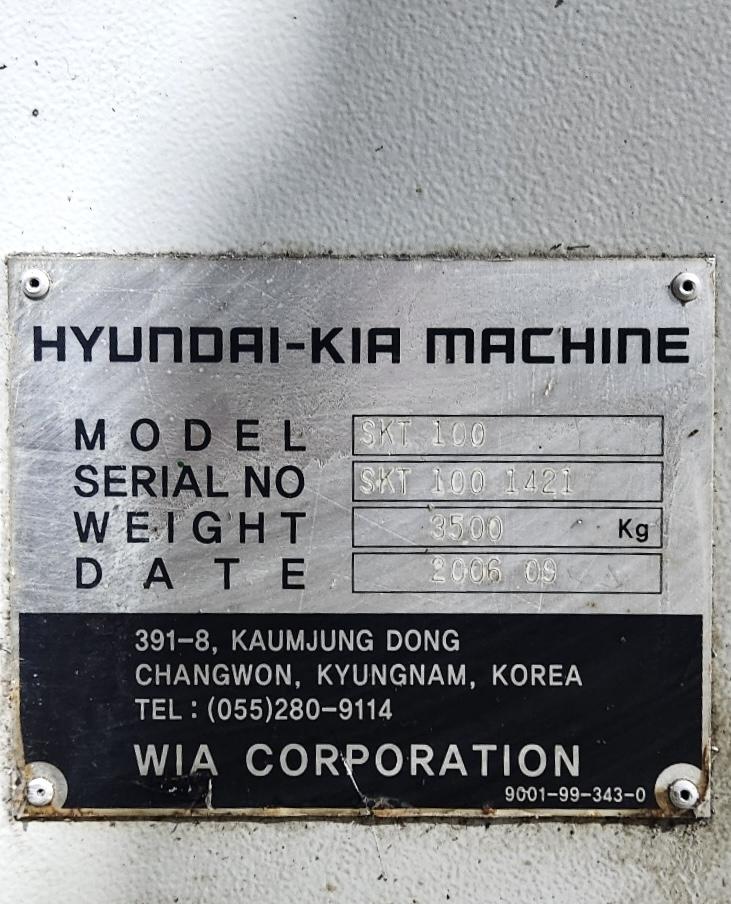 HYUNDAI-KIA MACHINE
MODEL SKT 100
SERIAL NO SKT 100 1421
WEIGHT 3500 Kg
DATE 2006 09
391-8, KAUMJUNG DONG
CHANGWON, KYUNGNAM, KOREA
TEL : (055)280-9114
WIA CORPORATION
9001-99-343-0